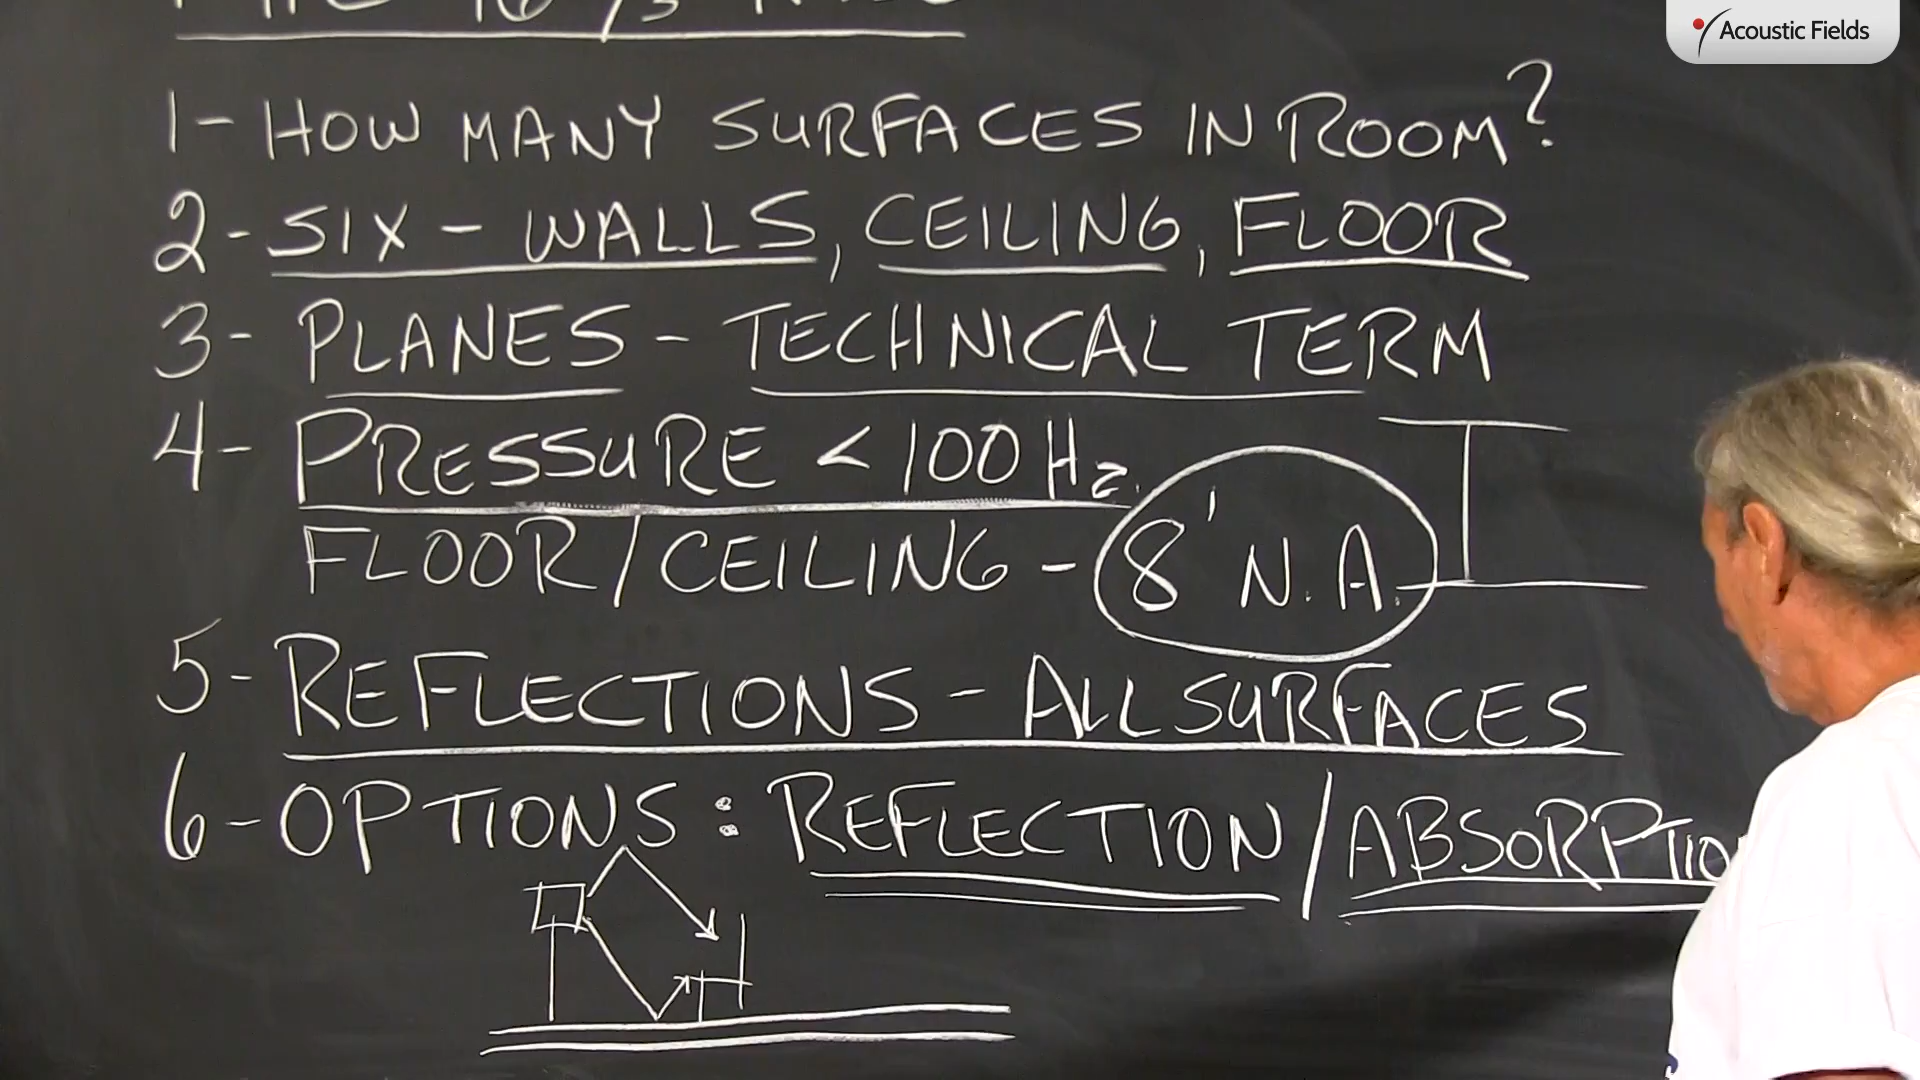 Acoustic Fields
1- HOW MANY SURFACES IN ROOM?
2- SIX - WALLS, CEILING, FLOOR
3- PLANES - TECHNICAL TERM
4- PRESSURE < 100 Hz.
FLOOR/CEILING - 8' N.A.
5- REFLECTIONS - ALL SURFACES
6- OPTIONS: REFLECTION/ABSORPTIO